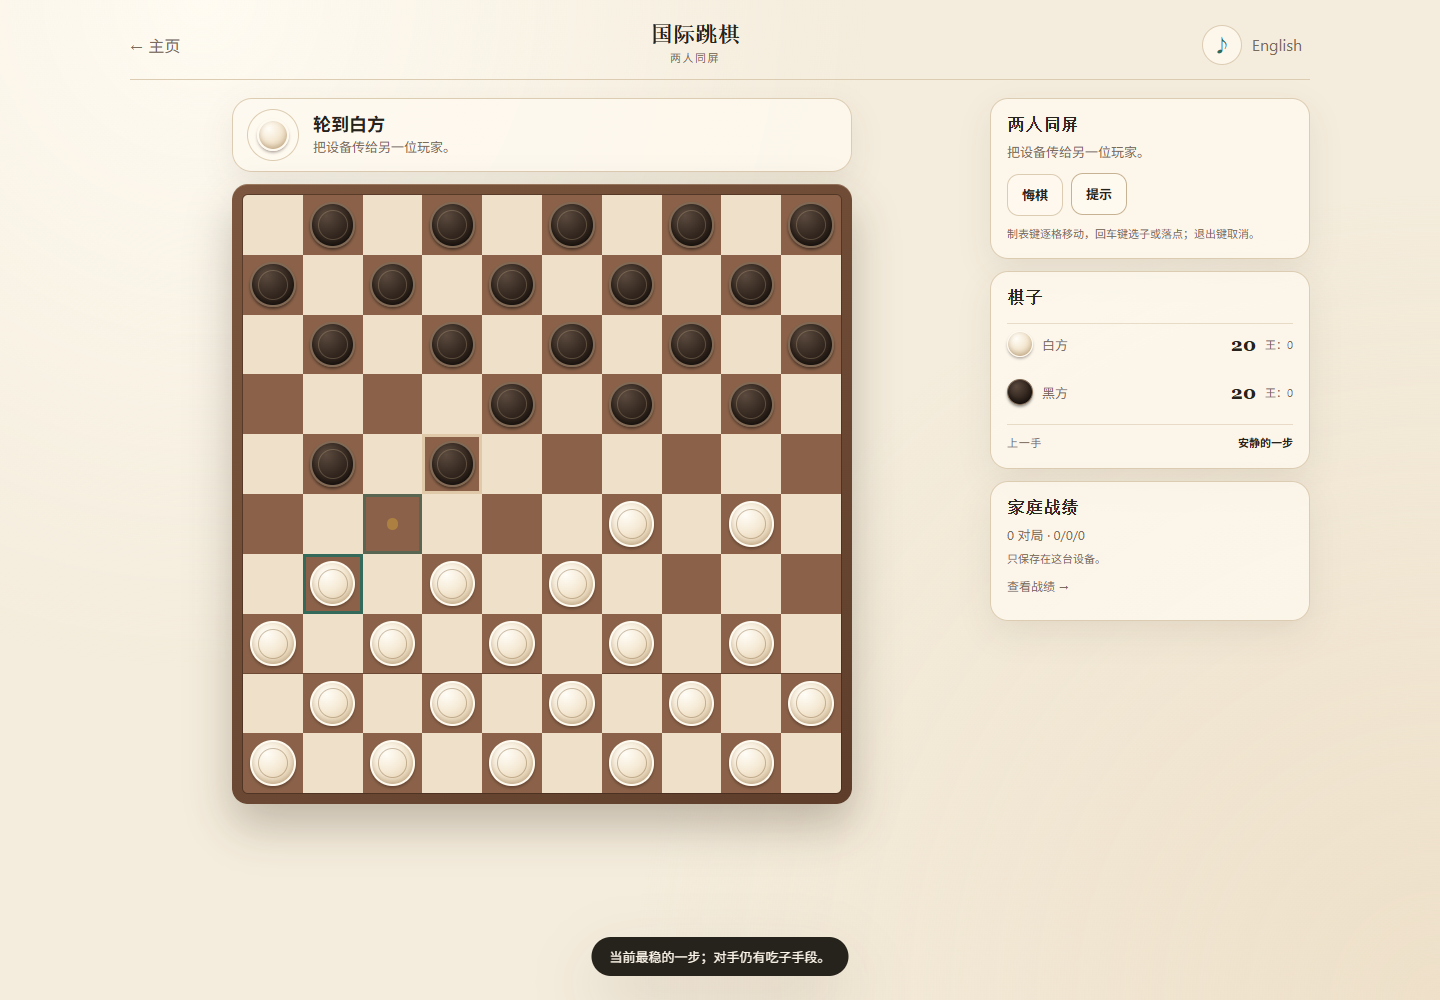 ← 主页
国际跳棋
两人同屏
♪
English
轮到白方
把设备传给另一位玩家。
两人同屏
把设备传给另一位玩家。
悔棋
提示
制表键逐格移动，回车键选子或落点；退出键取消。
棋子
白方 20 王：0
黑方 20 王：0
上一手 安静的一步
家庭战绩
0 对局 · 0/0/0
只保存在这台设备。
查看战绩 →
当前最稳的一步；对手仍有吃子手段。